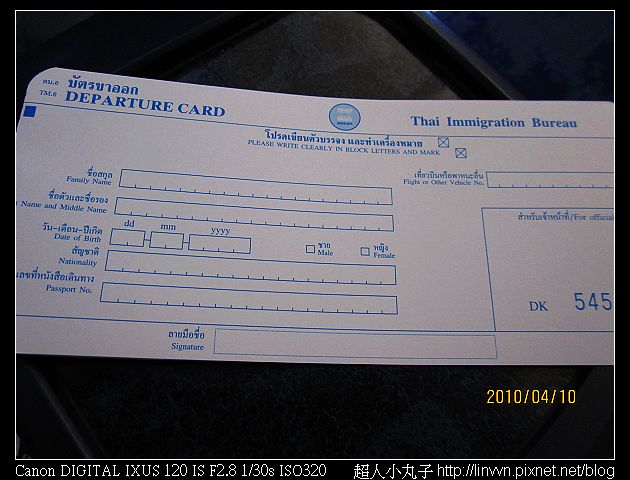 ตม.6 บัตรขาออก
TM.6 DEPARTURE CARD
Thai Immigration Bureau
โปรดเขียนตัวบรรจง และทำเครื่องหมาย
PLEASE WRITE CLEARLY IN BLOCK LETTERS AND MARK
ชื่อสกุล
Family Name
เที่ยวบินหรือพาหนะอื่น
Flight or Other Vehicle No.
ชื่อตัวและชื่อรอง
Name and Middle Name
สำหรับเจ้าหน้าที่/For official
วัน-เดือน-ปีเกิด
Date of Birth
dd mm yyyy
ชาย
Male
หญิง
Female
สัญชาติ
Nationality
เลขที่หนังสือเดินทาง
Passport No.
DK 545
ลายมือชื่อ
Signature
2010/04/10
Canon DIGITAL IXUS 120 IS F2.8 1/30s ISO320 超人小丸子 http://linvvn.pixnet.net/blog